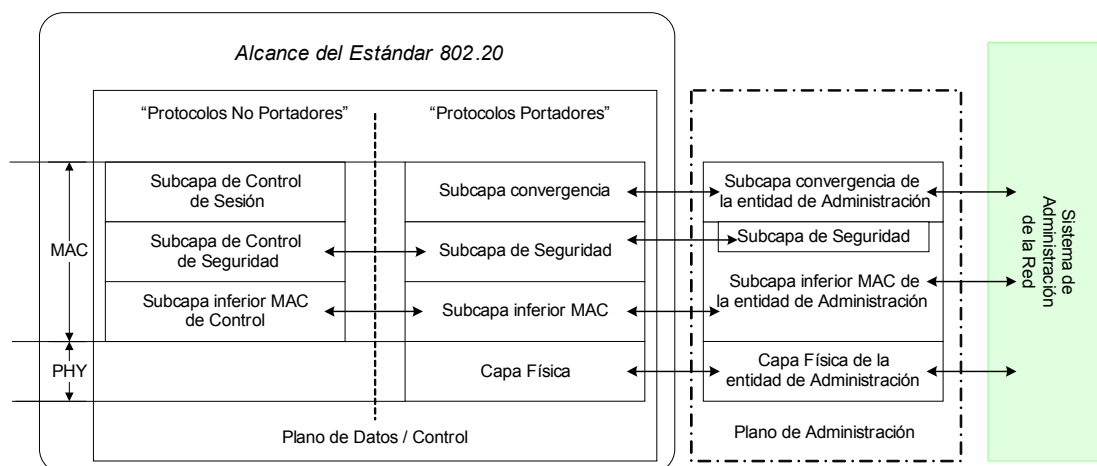 Alcance del Estándar 802.20
“Protocolos No Portadores”
“Protocolos Portadores”
MAC
PHY
Subcapa de Control
de Sesión
Subcapa de Control
de Seguridad
Subcapa inferior MAC
de Control
Subcapa convergencia
Subcapa de Seguridad
Subcapa inferior MAC
Capa Física
Plano de Datos / Control
Subcapa convergencia de
la entidad de Administración
Subcapa de Seguridad
Subcapa inferior MAC de
la entidad de Administración
Capa Física de la
entidad de Administración
Plano de Administración
Sistema de
Administración
de la Red